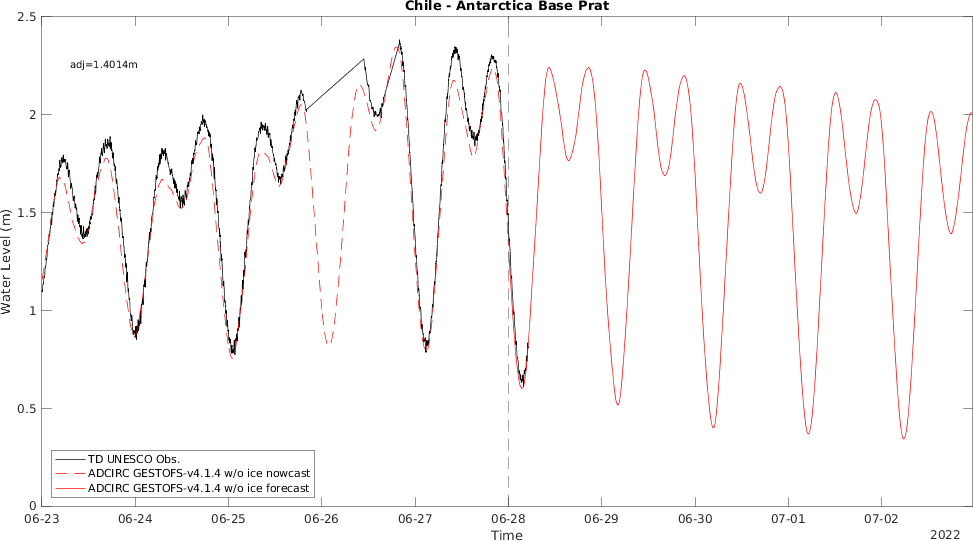 Chile - Antarctica Base Prat
2.5
adj=1.4014m
2
1.5
Water Level (m)
1
0.5
TD UNESCO Obs.
ADCIRC GESTOFS-v4.1.4 w/o ice nowcast
ADCIRC GESTOFS-v4.1.4 w/o ice forecast
0
06-23 06-24 06-25 06-26 06-27 06-28 06-29 06-30 07-01 07-02
Time
2022